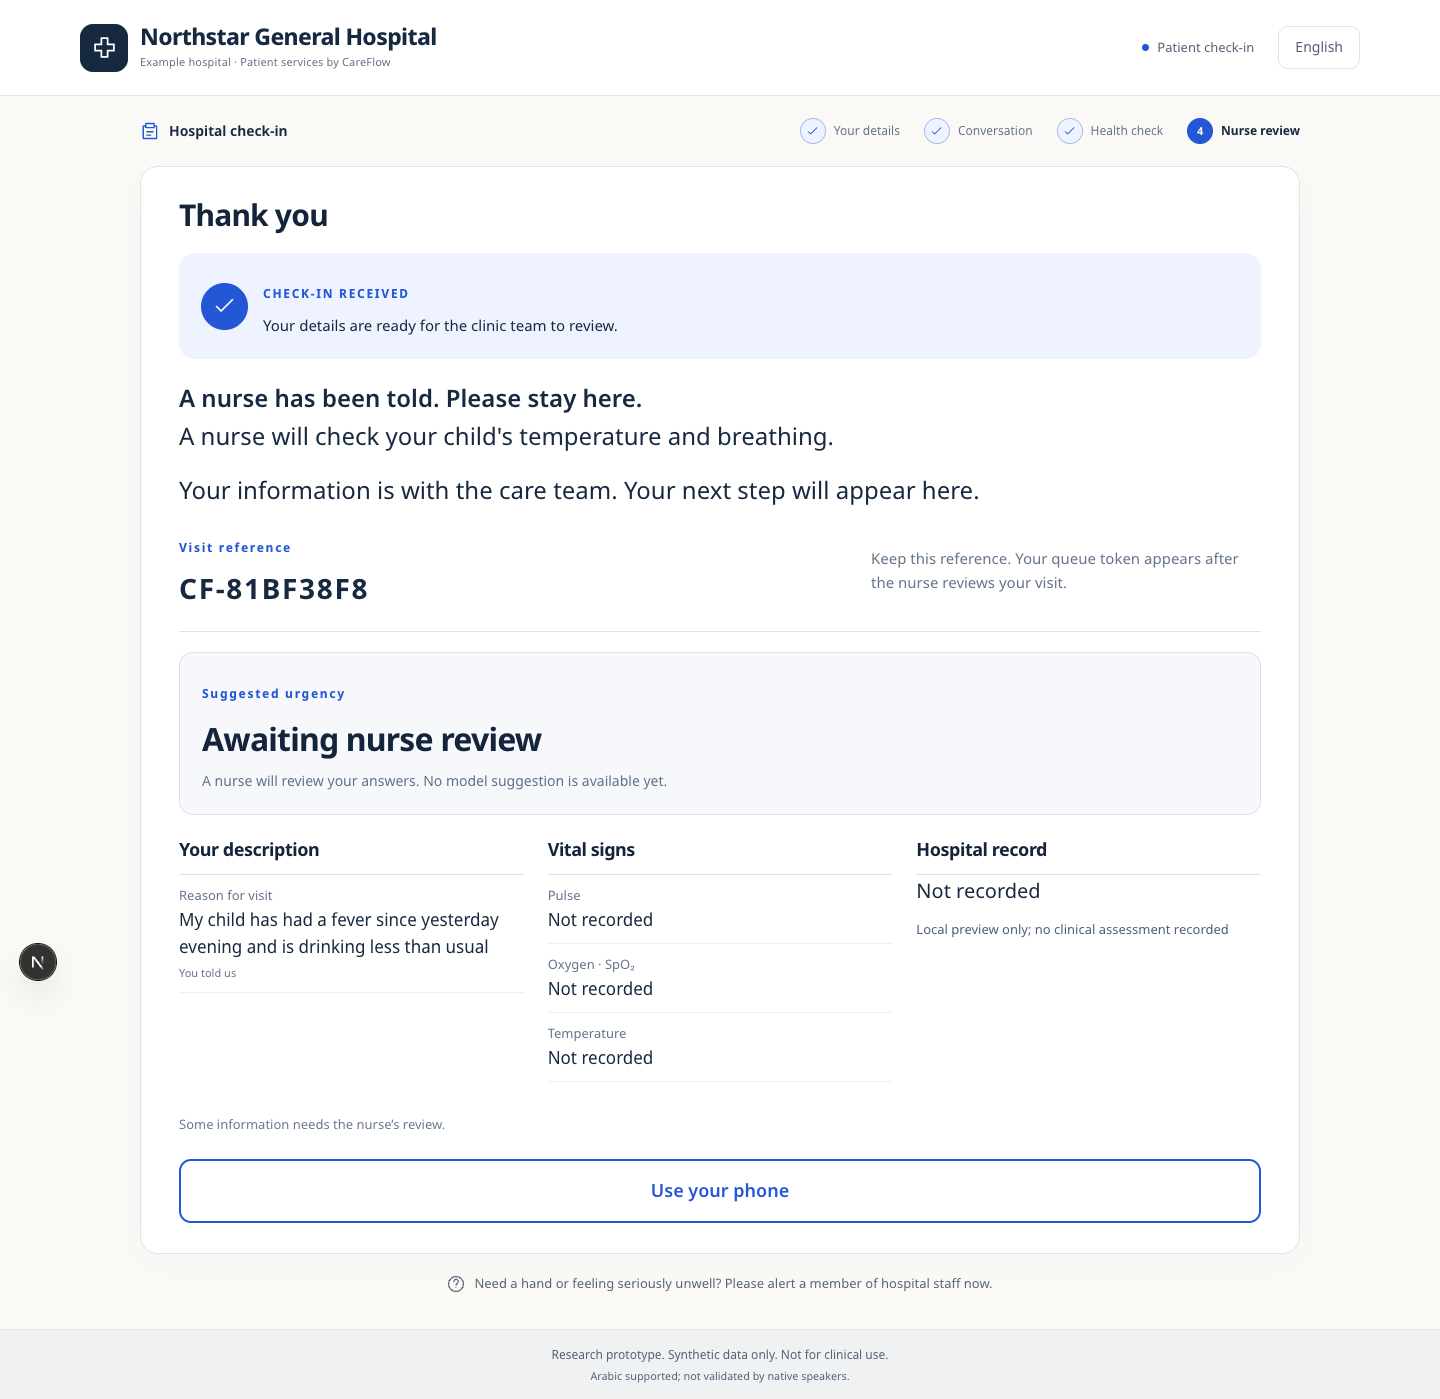 Northstar General Hospital
Example hospital · Patient services by CareFlow
Patient check-in
English
Hospital check-in
Your details
Conversation
Health check
4 Nurse review
Thank you
CHECK-IN RECEIVED
Your details are ready for the clinic team to review.
A nurse has been told. Please stay here.
A nurse will check your child's temperature and breathing.
Your information is with the care team. Your next step will appear here.
Visit reference
CF-81BF38F8
Keep this reference. Your queue token appears after
the nurse reviews your visit.
Suggested urgency
Awaiting nurse review
A nurse will review your answers. No model suggestion is available yet.
Your description
Reason for visit
My child has had a fever since yesterday
evening and is drinking less than usual
You told us
Vital signs
Pulse
Not recorded
Oxygen · SpO₂
Not recorded
Temperature
Not recorded
Hospital record
Not recorded
Local preview only; no clinical assessment recorded
N
Some information needs the nurse’s review.
Use your phone
Need a hand or feeling seriously unwell? Please alert a member of hospital staff now.
Research prototype. Synthetic data only. Not for clinical use.
Arabic supported; not validated by native speakers.